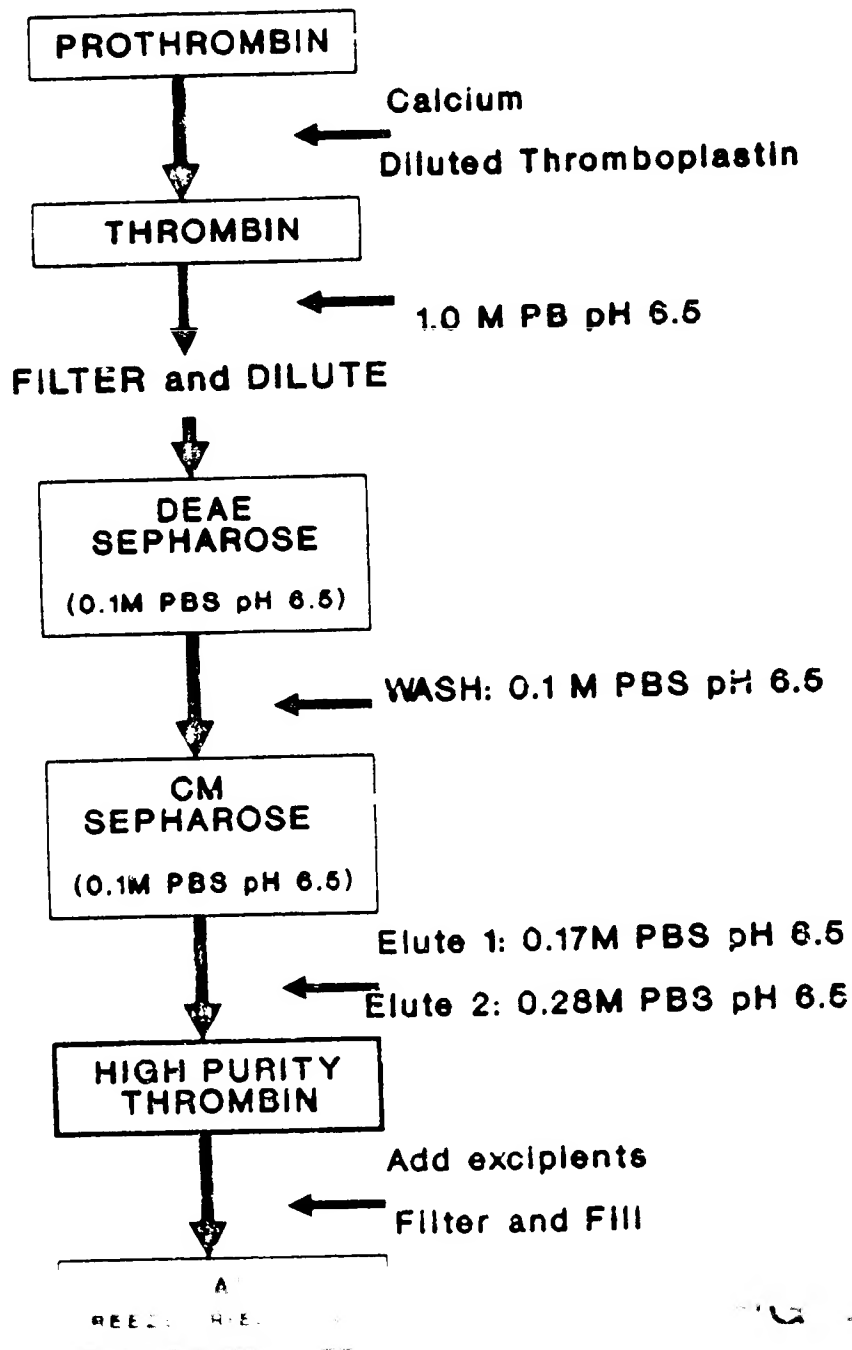 PROTHROMBIN
Calcium
Diluted Thromboplastin
THROMBIN
1.0 M PB pH 6.5
FILTER and DILUTE
DEAE
SEPHAROSE
(0.1M PBS pH 6.5)
WASH: 0.1 M PBS pH 6.5
CM
SEPHAROSE
(0.1M PBS pH 6.5)
Elute 1: 0.17M PBS pH 6.5
Elute 2: 0.28M PBS pH 6.5
HIGH PURITY
THROMBIN
Add excipients
Filter and Fill